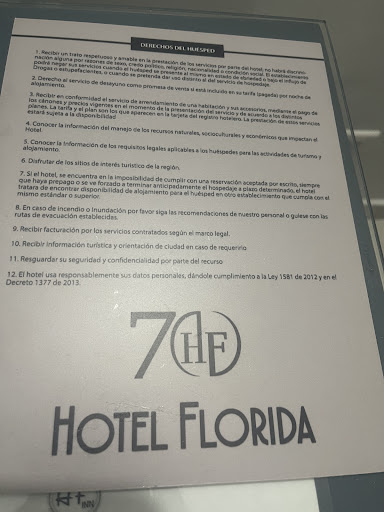 DERECHOS DEL HUÉSPED
1. Recibir un trato respetuoso y amable en la prestación de los servicios por parte del hotel, no habrá discrimi-
nación alguna por razones de sexo, credo político, religión, nacionalidad o condición social. El establecimiento
podrá negar sus servicios cuando el huésped se presente al mismo en estado de ebriedad o bajo el influjo de
Drogas o estupefacientes, o cuando se pretenda dar uso distinto al del servicio de hospedaje.
2. Derecho al servicio de desayuno como promesa de venta si está incluido en su tarifa (pagada) por noche de
alojamiento.
3. Recibir en conformidad el servicio de arrendamiento de una habitación y sus accesorios, mediante el pago de
los cánones y precios vigentes en el momento de la presentación del servicio y de acuerdo a los distintos
planes. La tarifa y el plan son los que aparecen en la tarjeta del registro hotelero. La prestación de estos servicios
estará sujeta a la disponibilidad
4. Conocer la información del manejo de los recursos naturales, socioculturales y económicos que impactan al
Hotel
5. Conocer la Información de los requisitos legales aplicables a los huéspedes para las actividades de turismo y
alojamiento.
6. Disfrutar de los sitios de interés turístico de la región.
7. Si el hotel, se encuentra en la imposibilidad de cumplir con una reservación aceptada por escrito, siempre
que haya prepago o se ve forzado a terminar anticipadamente el hospedaje a plazo determinado, el hotel
tratara de encontrar disponibilidad de alojamiento para el huésped en otro establecimiento que cumpla con el
mismo estándar o superior.
8. En caso de incendio o Inundación por favor siga las recomendaciones de nuestro personal o guíese con las
rutas de evacuación establecidas.
9. Recibir facturación por los servicios contratados según el marco legal.
10. Recibir información turística y orientación de ciudad en caso de requerirlo
11. Resguardar su seguridad y confidencialidad por parte del recurso
12. El hotel usa responsablemente sus datos personales, dándole cumplimiento a la Ley 1581 de 2012 y en el
Decreto 1377 de 2013.
70 HF
HOTEL FLORIDA
INN